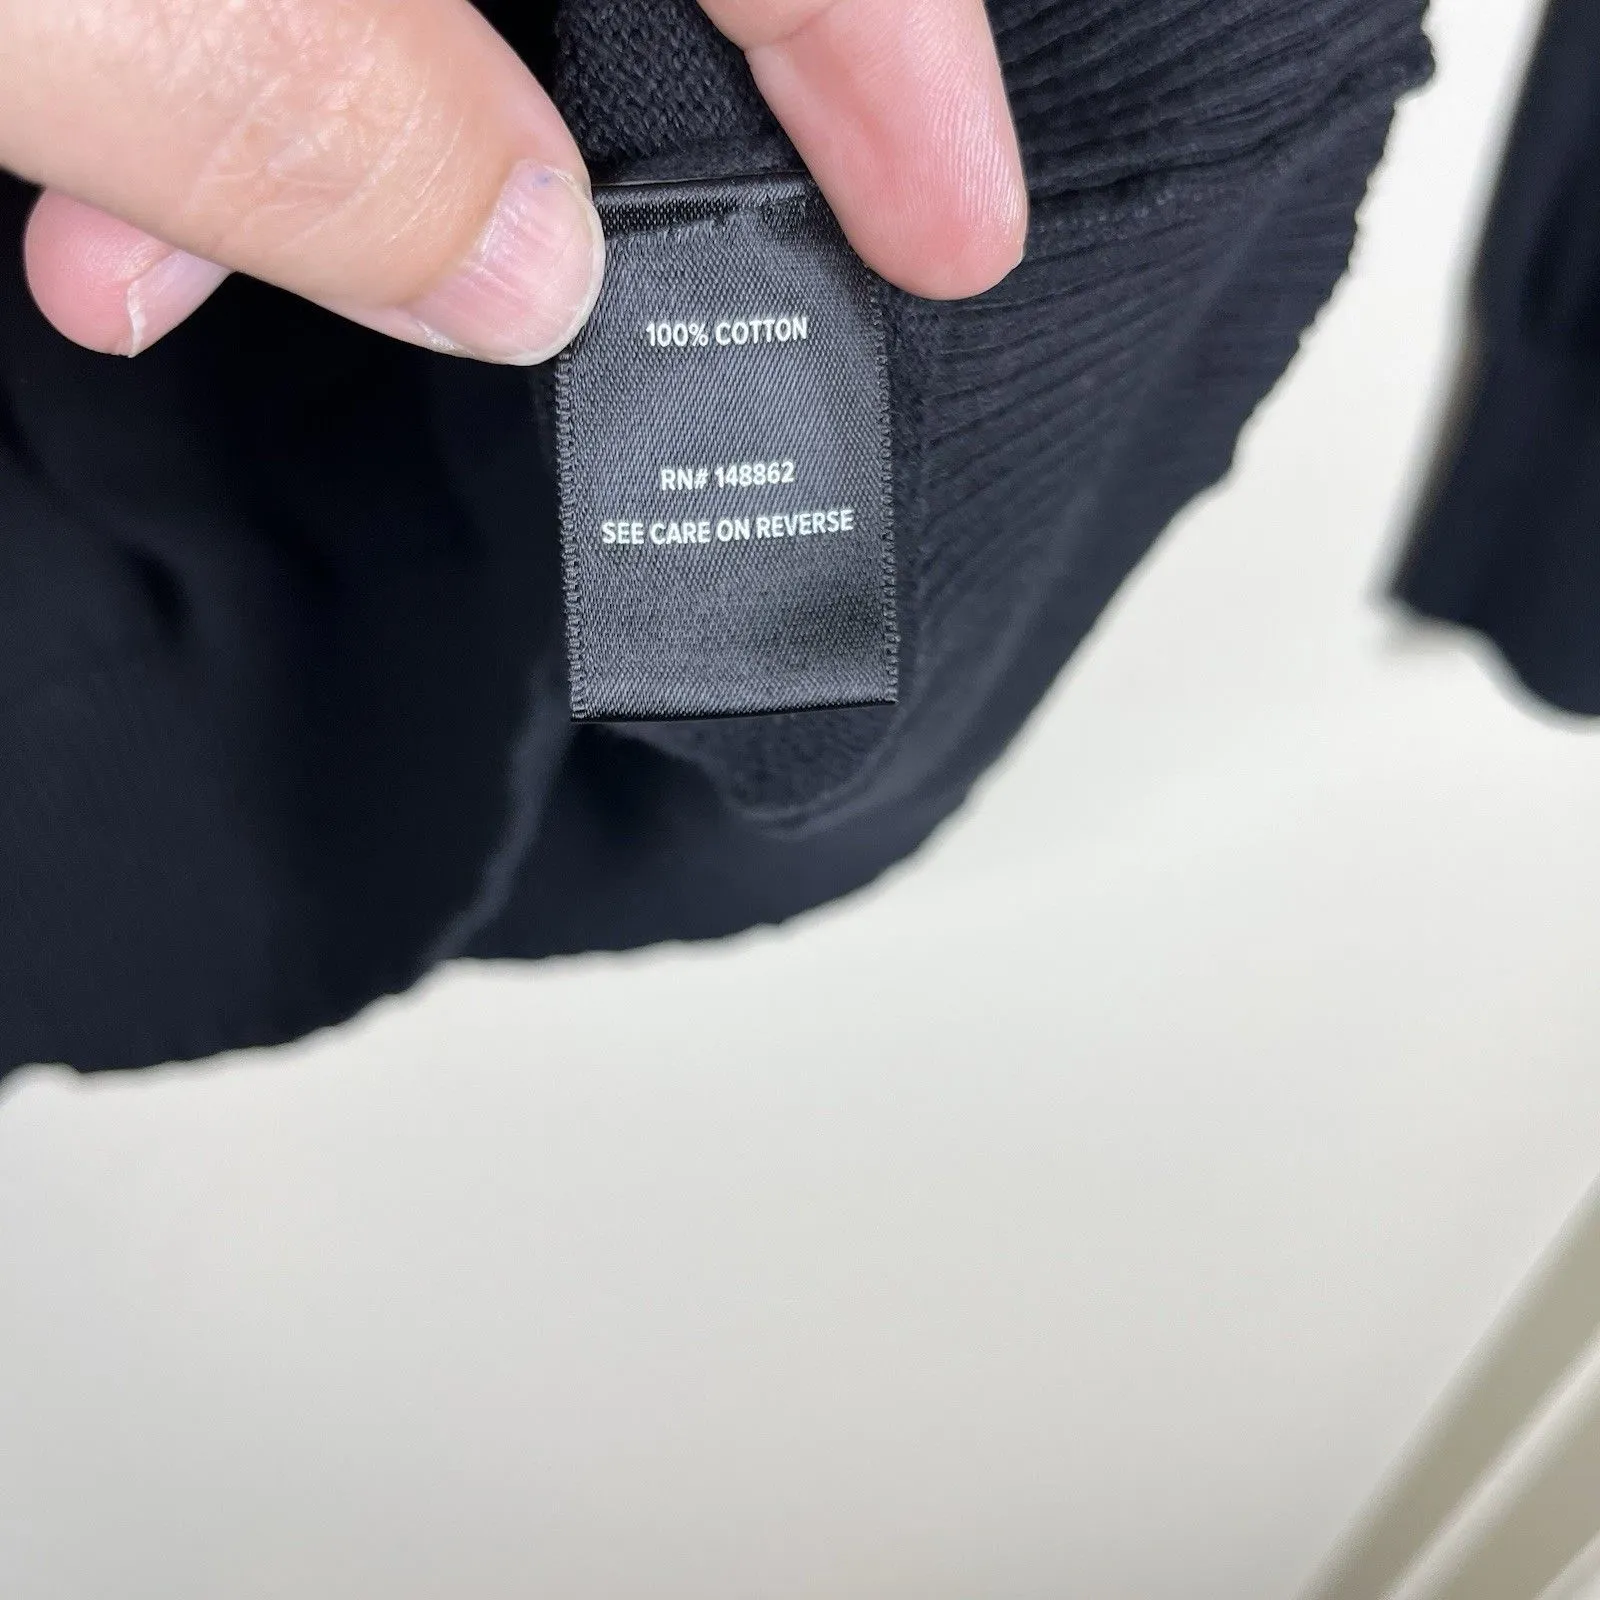 100% COTTON
RN# 148862
SEE CARE ON REVERSE